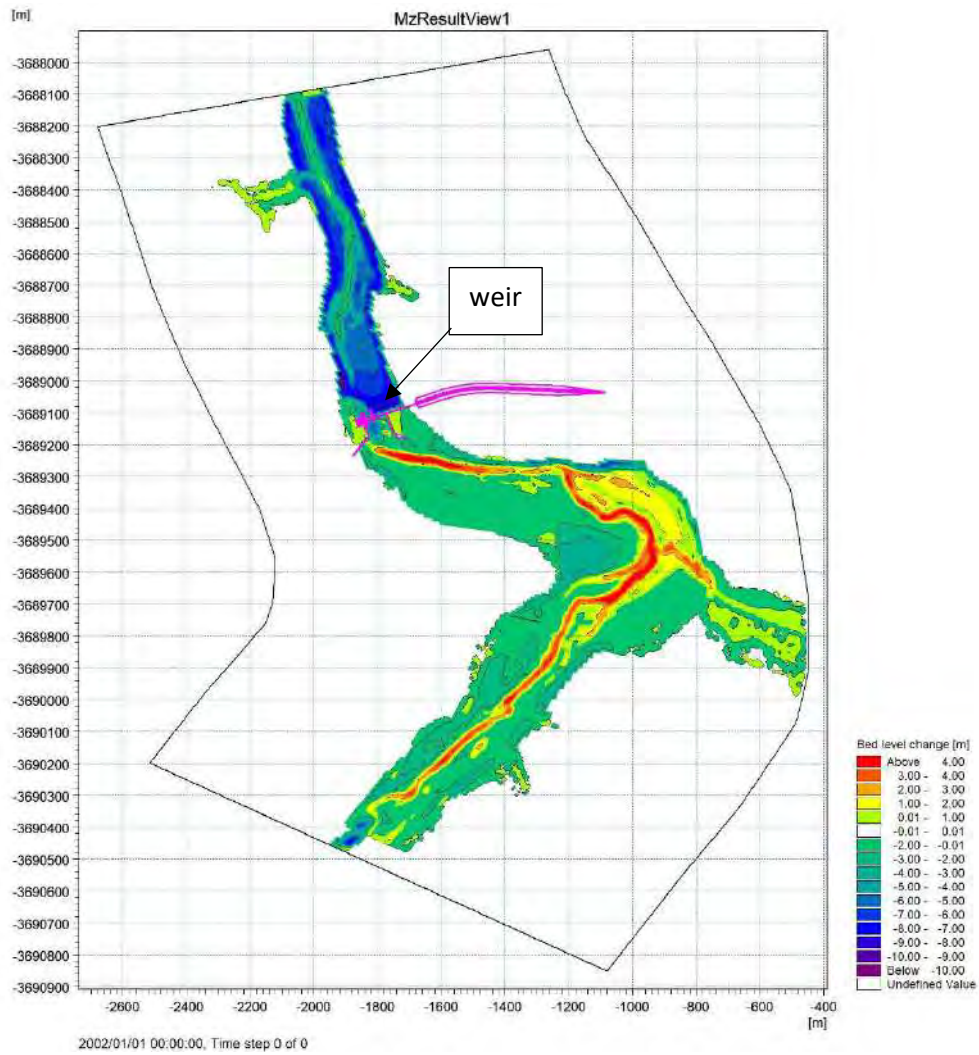 [m]
MzResultView1
-3688000
-3688100
-3688200
-3688300
-3688400
-3688500
-3688600
-3688700
-3688800
-3688900
-3689000
-3689100
-3689200
-3689300
-3689400
-3689500
-3689600
-3689700
-3689800
-3689900
-3690000
-3690100
-3690200
-3690300
-3690400
-3690500
-3690600
-3690700
-3690800
-3690900
weir
Bed level change [m]
Above 4.00
3.00 - 4.00
2.00 - 3.00
1.00 - 2.00
0.01 - 1.00
-0.01 - 0.01
-2.00 - -0.01
-3.00 - -2.00
-4.00 - -3.00
-5.00 - -4.00
-6.00 - -5.00
-7.00 - -6.00
-8.00 - -7.00
-9.00 - -8.00
-10.00 - -9.00
Below -10.00
Undefined Value
-2600 -2400 -2200 -2000 -1800 -1600 -1400 -1200 -1000 -800 -600 -400
[m]
2002/01/01 00:00:00, Time step 0 of 0